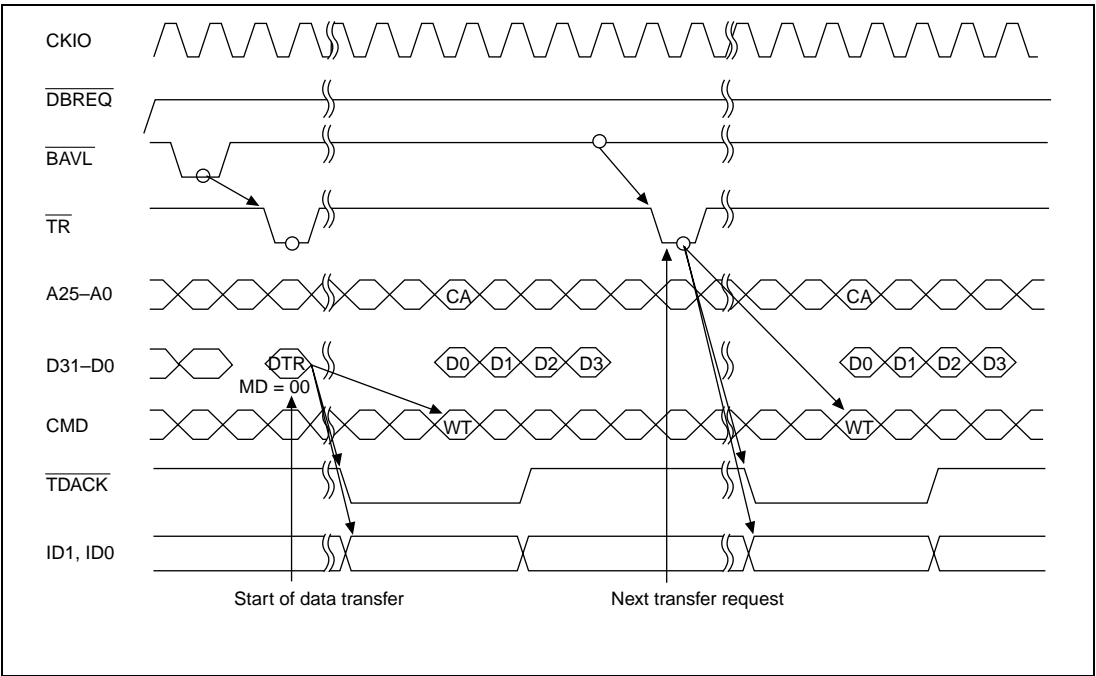 CKIO
DBREQ
BAVL
TR
A25–A0 CA CA
D31–D0 DTR D0 D1 D2 D3 D0 D1 D2 D3
MD = 00
CMD WT WT
TDACK
ID1, ID0
Start of data transfer Next transfer request